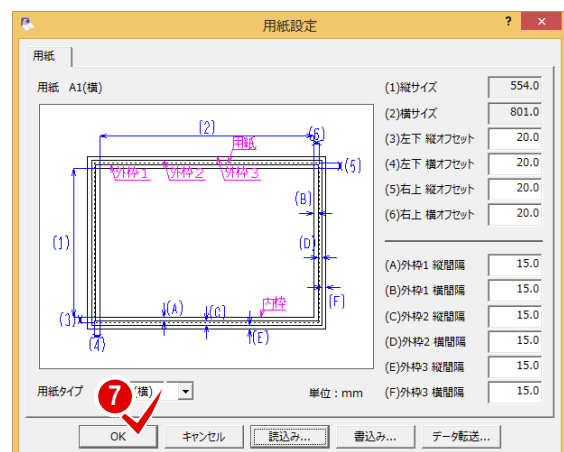 用紙設定
? ×
用紙
用紙 A1(横)
(1)縦サイズ 554.0
(2)横サイズ 801.0
(3)左下 縦オフセット 20.0
(4)左下 横オフセット 20.0
(5)右上 縦オフセット 20.0
(6)右上 横オフセット 20.0
(A)外枠1 縦間隔 15.0
(B)外枠1 横間隔 15.0
(C)外枠2 縦間隔 15.0
(D)外枠2 横間隔 15.0
(E)外枠3 縦間隔 15.0
(F)外枠3 横間隔 15.0
(2) (6)
用紙
外枠1 外枠2 外枠3 (5)
(B)
(1) (D)
内枠 (F)
(3) (A) (C)
(4) (E)
用紙タイプ 横)
単位:mm
7
OK キャンセル 読込み... 書込み... データ転送...